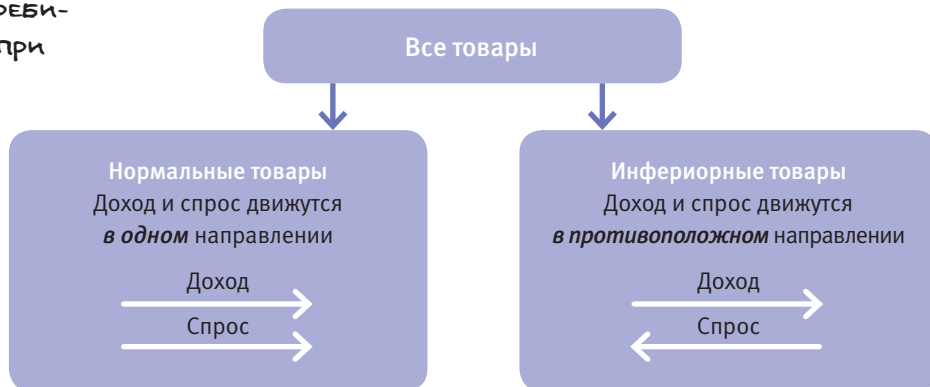 РЕБИ-
ПРИ
Все товары
Нормальные товары
Доход и спрос движутся
в одном направлении
Доход
Спрос
Инфериорные товары
Доход и спрос движутся
в противоположном направлении
Доход
Спрос